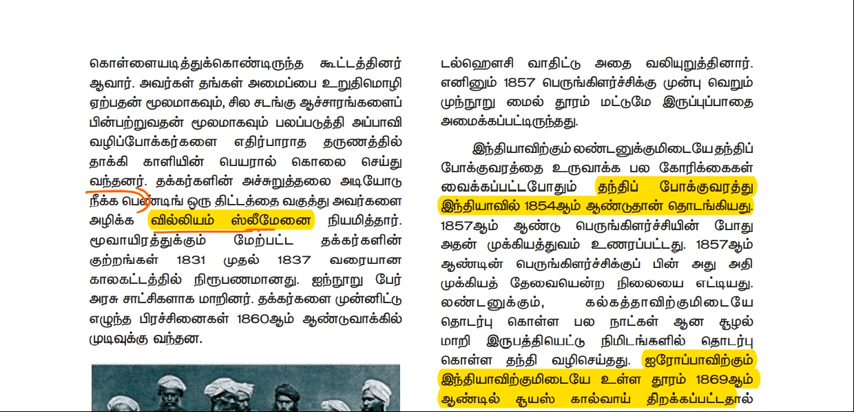 கொள்ளையடித்துக்கொண்டிருந்த கூட்டத்தினர்
ஆவார். அவர்கள் தங்கள் அமைப்பை உறுதிமொழி
ஏற்பதன் மூலமாகவும், சில சடங்கு ஆச்சாரங்களைப்
பின்பற்றுவதன் மூலமாகவும் பலப்படுத்தி அப்பாவி
வழிப்போக்கர்களை எதிர்பாராத தருணத்தில்
தாக்கி காளியின் பெயரால் கொலை செய்து
வந்தனர். தக்கர்களின் அச்சுறுத்தலை அடியோடு
நீக்க பெண்டிங் ஒரு திட்டத்தை வகுத்து அவர்களை
அழிக்க வில்லியம் ஸ்லீமேனை நியமித்தார்.
மூவாயிரத்துக்கும் மேற்பட்ட தக்கர்களின்
குற்றங்கள் 1831 முதல் 1837 வரையான
காலகட்டத்தில் நிரூபணமானது. ஐந்நூறு பேர்
அரசு சாட்சிகளாக மாறினர். தக்கர்களை முன்னிட்டு
எழுந்த பிரச்சினைகள் 1860ஆம் ஆண்டுவாக்கில்
முடிவுக்கு வந்தன.
டல்ஹௌசி வாதிட்டு அதை வலியுறுத்தினார்.
எனினும் 1857 பெருங்கிளர்ச்சிக்கு முன்பு வெறும்
முந்நூறு மைல் தூரம் மட்டுமே இருப்புப்பாதை
அமைக்கப்பட்டிருந்தது.
இந்தியாவிற்கும் லண்டனுக்குமிடையே தந்திப்
போக்குவரத்தை உருவாக்க பல கோரிக்கைகள்
வைக்கப்பட்டபோதும் தந்திப் போக்குவரத்து
இந்தியாவில் 1854ஆம் ஆண்டுதான் தொடங்கியது.
1857ஆம் ஆண்டு பெருங்கிளர்ச்சியின் போது
அதன் முக்கியத்துவம் உணரப்பட்டது. 1857ஆம்
ஆண்டின் பெருங்கிளர்ச்சிக்குப் பின் அது அதி
முக்கியத் தேவையென்ற நிலையை எட்டியது.
லண்டனுக்கும், கல்கத்தாவிற்குமிடையே
தொடர்பு கொள்ள பல நாட்கள் ஆன சூழல்
மாறி இருபத்தியெட்டு நிமிடங்களில் தொடர்பு
கொள்ள தந்தி வழிசெய்தது. ஐரோப்பாவிற்கும்
இந்தியாவிற்குமிடையே உள்ள தூரம் 1869ஆம்
ஆண்டில் சூயஸ் கால்வாய் திறக்கப்பட்டதால்